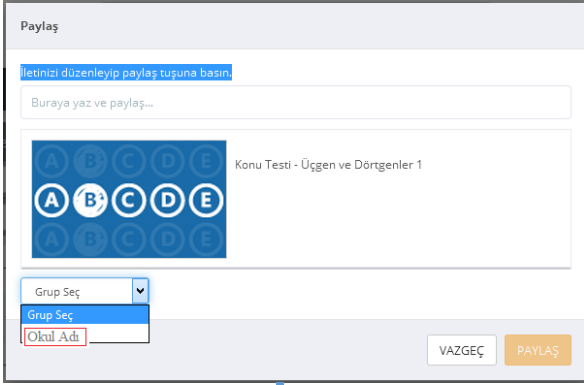 Paylaş
İletinizi düzenleyip paylaş tuşuna basın.
Buraya yaz ve paylaş...
A B C D E
A B C D E
A B C D E
Konu Testi - Üçgen ve Dörtgenler 1
Grup Seç
Grup Seç
Okul Adı
VAZGEÇ PAYLAŞ